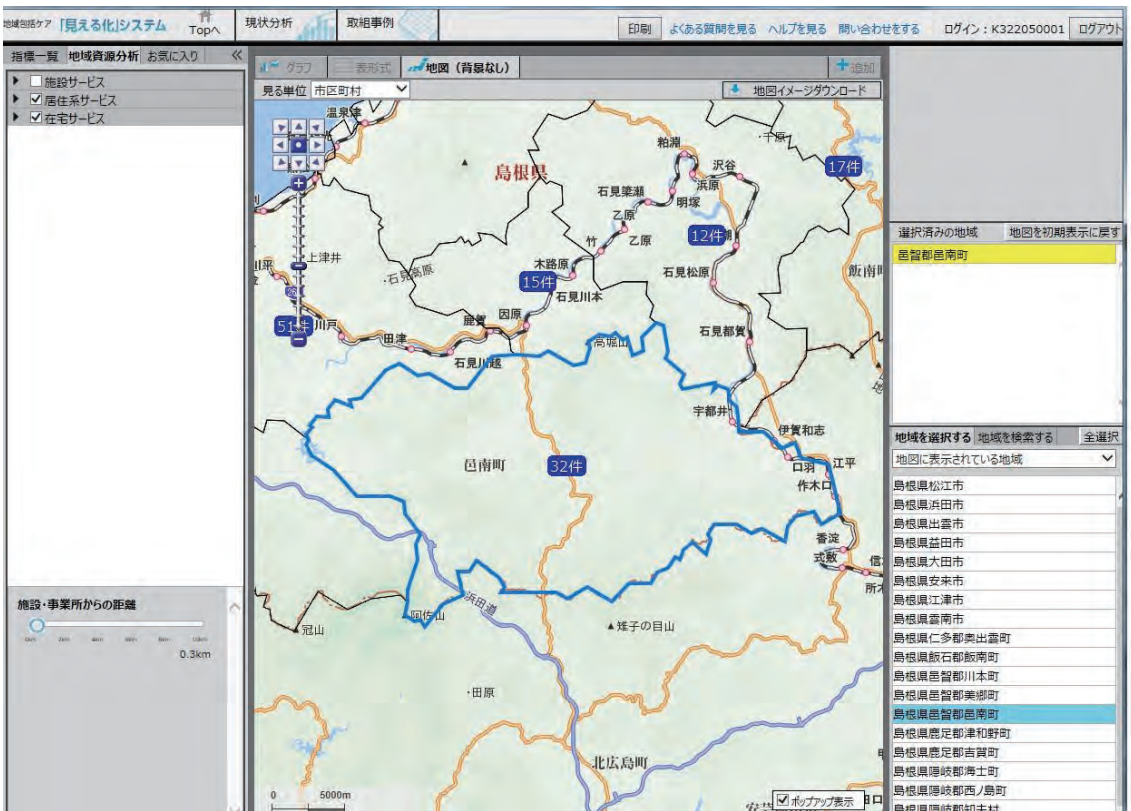 地域包括ケア「見える化」システム
Topへ
現状分析
取組事例
印刷
よくある質問を見る
ヘルプを見る
問い合わせをする
ログイン:K322050001
ログアウト
指標一覧 地域資源分析 お気に入り
施設サービス
居住系サービス
在宅サービス
グラフ
表形式
地図(背景なし)
追加
見る単位 市区町村
地図イメージダウンロード
温泉津
島根県
粕淵
千原
17件
沢谷
浜原
石見簗瀬
明塚
乙原
竹
乙原
12件
上津井
石見高原
木路原
15件
石見川本
石見松原
飯南町
51件
川戸
鹿賀
因原
田津
石見川越
高堀山
石見都賀
宇都井
伊賀和志
邑南町
32件
口羽
江平
作木口
香淀
式敷
阿佐山
浜田道
冠山
雉子の目山
田原
北広島町
0
5000m
ポップアップ表示
選択済みの地域
地図を初期表示に戻す
邑智郡邑南町
地域を選択する
地域を検索する
全選択
地図に表示されている地域
島根県松江市
島根県浜田市
島根県出雲市
島根県益田市
島根県大田市
島根県安来市
島根県江津市
島根県雲南市
島根県仁多郡奥出雲町
島根県飯石郡飯南町
島根県邑智郡川本町
島根県邑智郡美郷町
島根県邑智郡邑南町
島根県鹿足郡津和野町
島根県鹿足郡吉賀町
島根県隠岐郡海士町
島根県隠岐郡西ノ島町
島根県隠岐郡知夫村
施設・事業所からの距離
0km 2km 4km 6km 8km 10km
0.3km